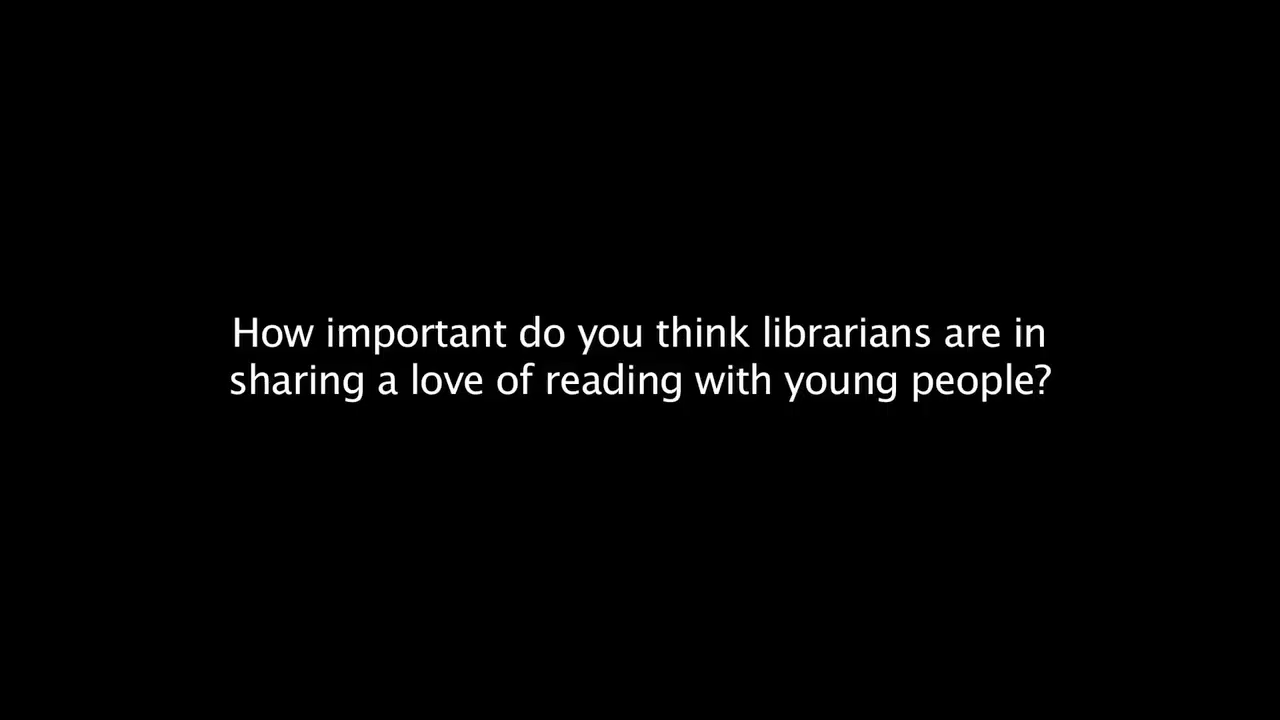 How important do you think librarians are in
sharing a love of reading with young people?